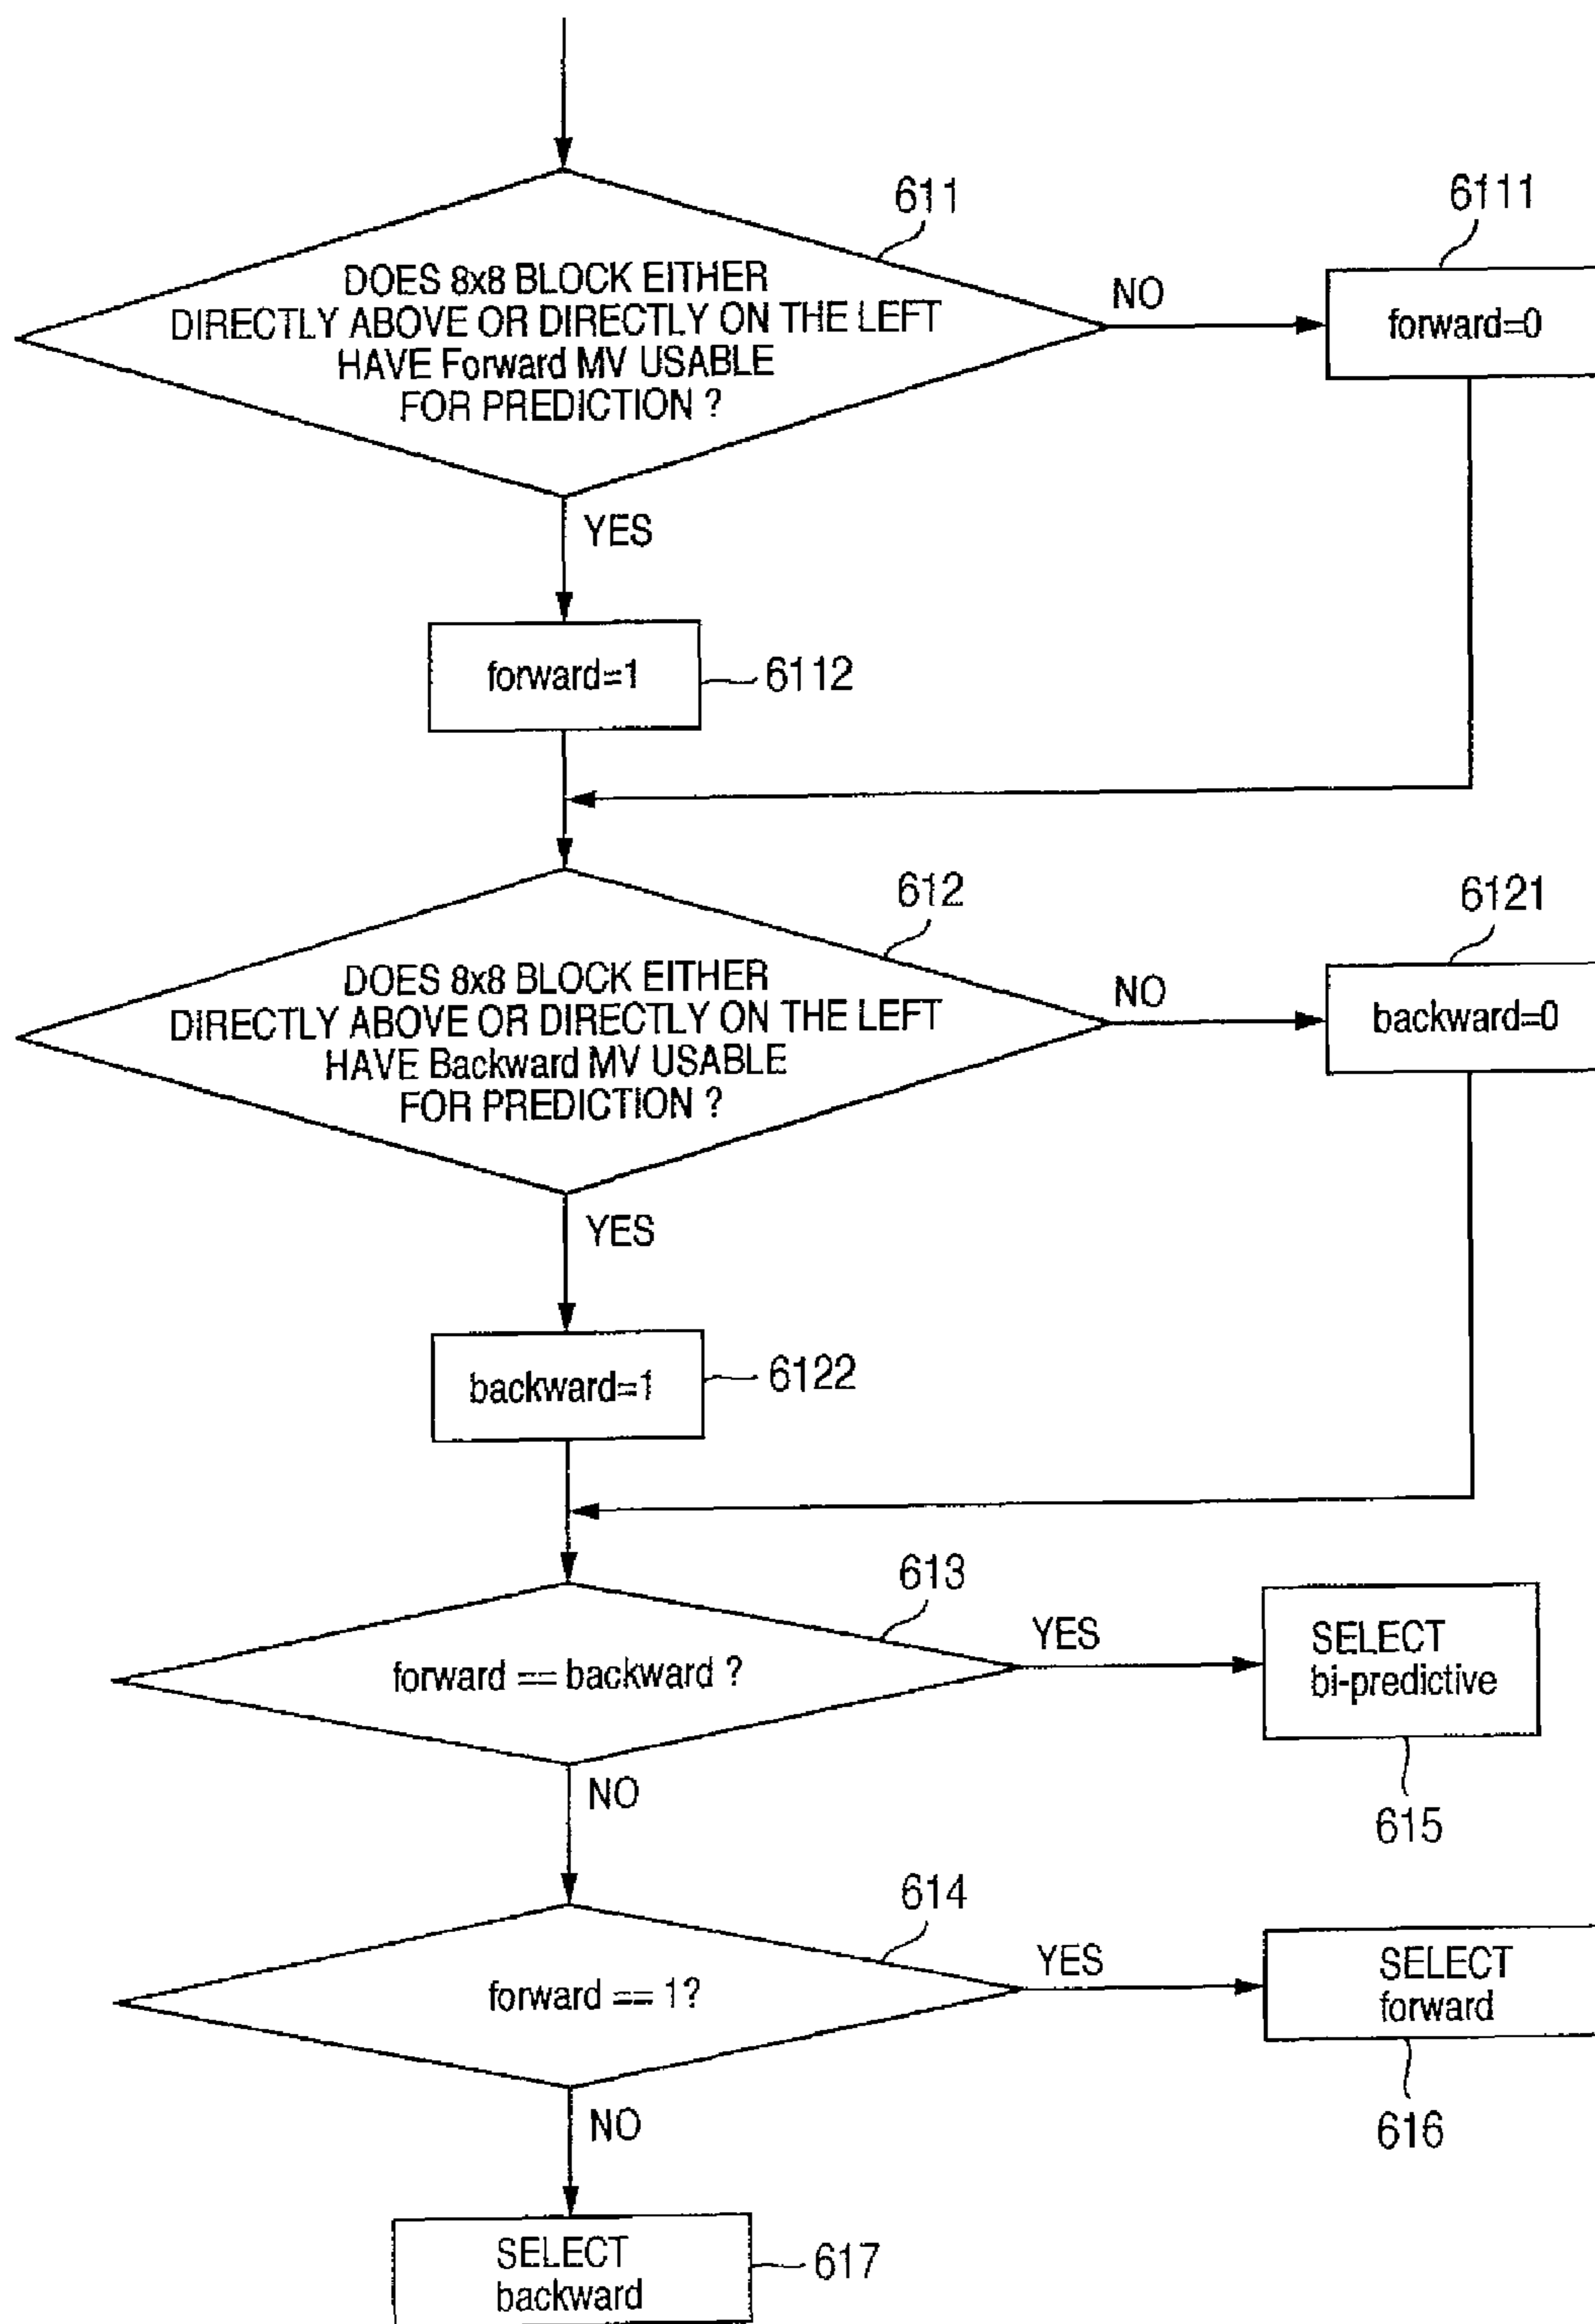 611
6111
DOES 8x8 BLOCK EITHER
DIRECTLY ABOVE OR DIRECTLY ON THE LEFT
HAVE Forward MV USABLE
FOR PREDICTION ?
NO
forward=0
YES
forward=1
6112
612
6121
DOES 8x8 BLOCK EITHER
DIRECTLY ABOVE OR DIRECTLY ON THE LEFT
HAVE Backward MV USABLE
FOR PREDICTION ?
NO
backward=0
YES
backward=1
6122
613
forward == backward ?
YES
SELECT
bi-predictive
615
NO
614
forward == 1?
YES
SELECT
forward
616
NO
SELECT
backward
617